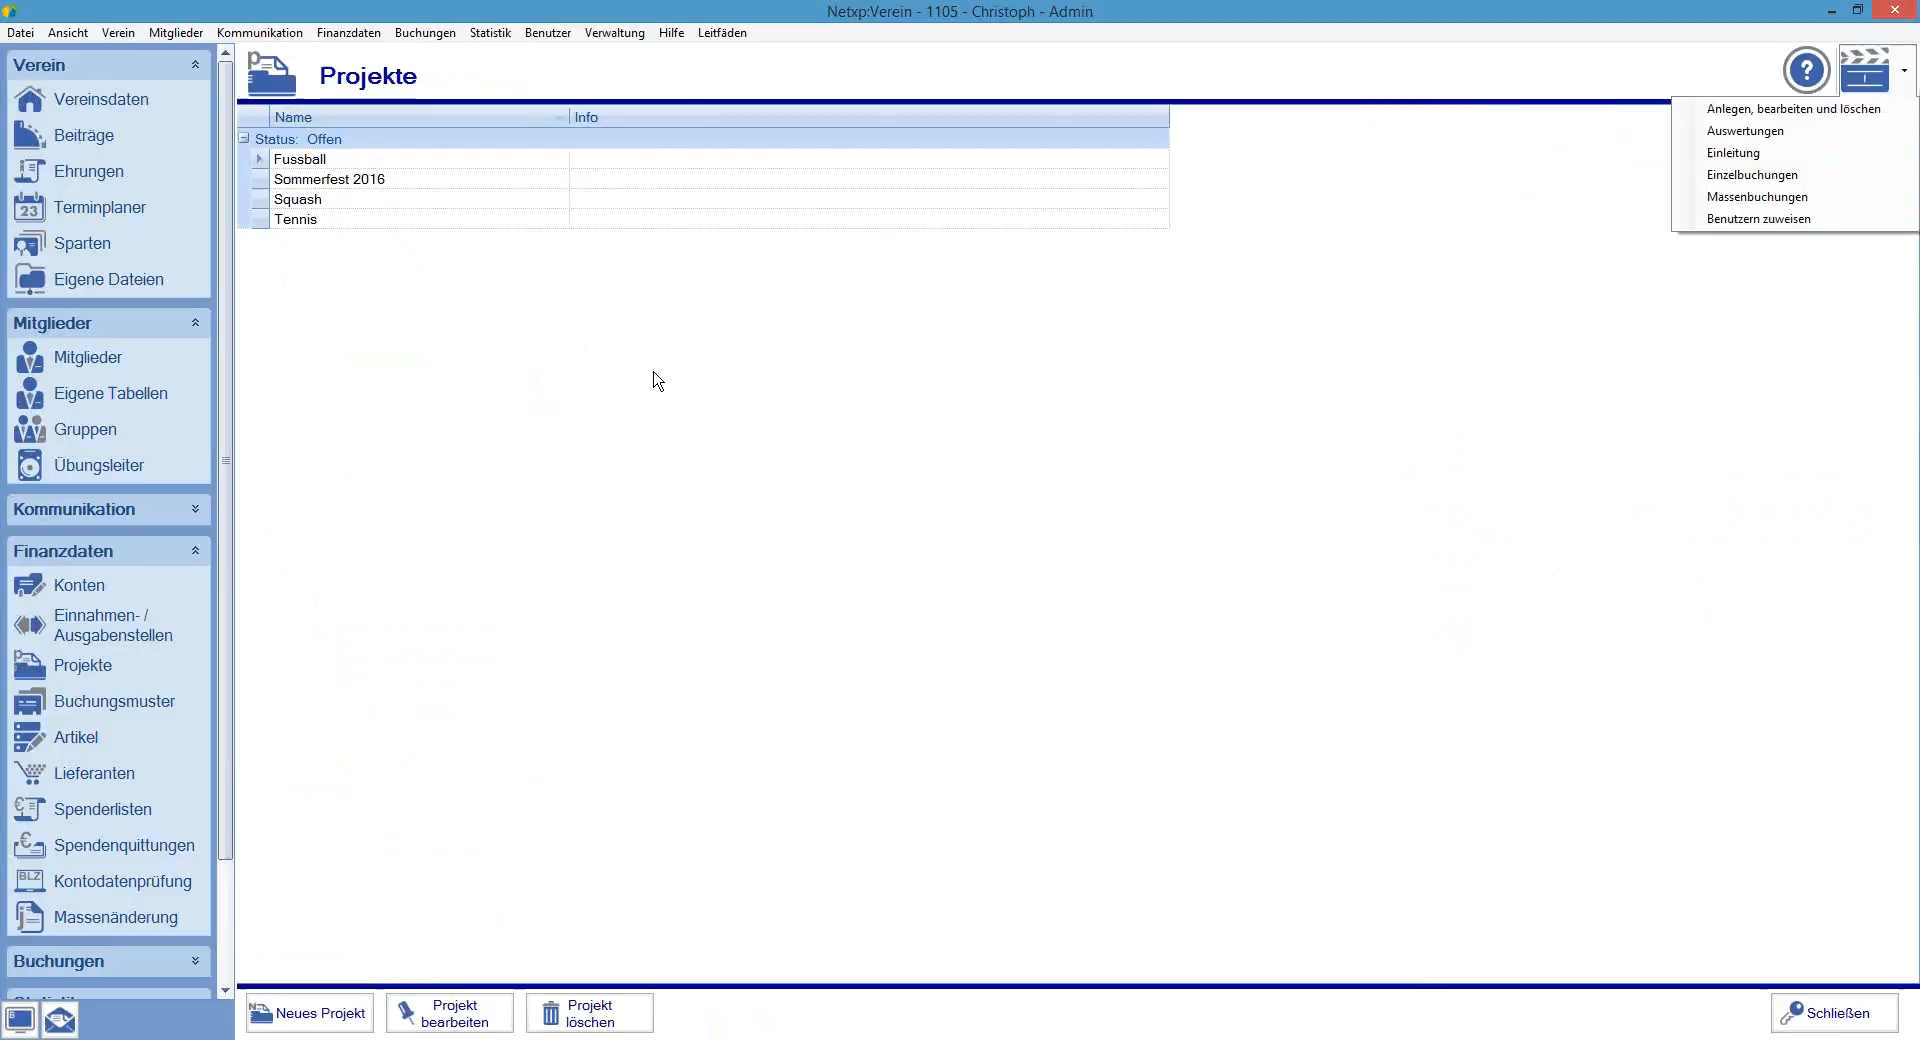 Netxp:Verein - 1105 - Christoph - Admin
Datei Ansicht Verein Mitglieder Kommunikation Finanzdaten Buchungen Statistik Benutzer Verwaltung Hilfe Leitfäden
Verein
Vereinsdaten
Beiträge
Ehrungen
23
Terminplaner
Sparten
Eigene Dateien
Mitglieder
Mitglieder
Eigene Tabellen
Gruppen
Übungsleiter
Kommunikation
Finanzdaten
Konten
Einnahmen- /
Ausgabenstellen
Projekte
Buchungsmuster
Artikel
Lieferanten
Spenderlisten
Spendenquittungen
BLZ
Kontodatenprüfung
Massenänderung
Buchungen
Projekte
?
Name Info
Status: Offen
Fussball
Sommerfest 2016
Squash
Tennis
Anlegen, bearbeiten und löschen
Auswertungen
Einleitung
Einzelbuchungen
Massenbuchungen
Benutzern zuweisen
Neues Projekt
Projekt
bearbeiten
Projekt
löschen
Schließen